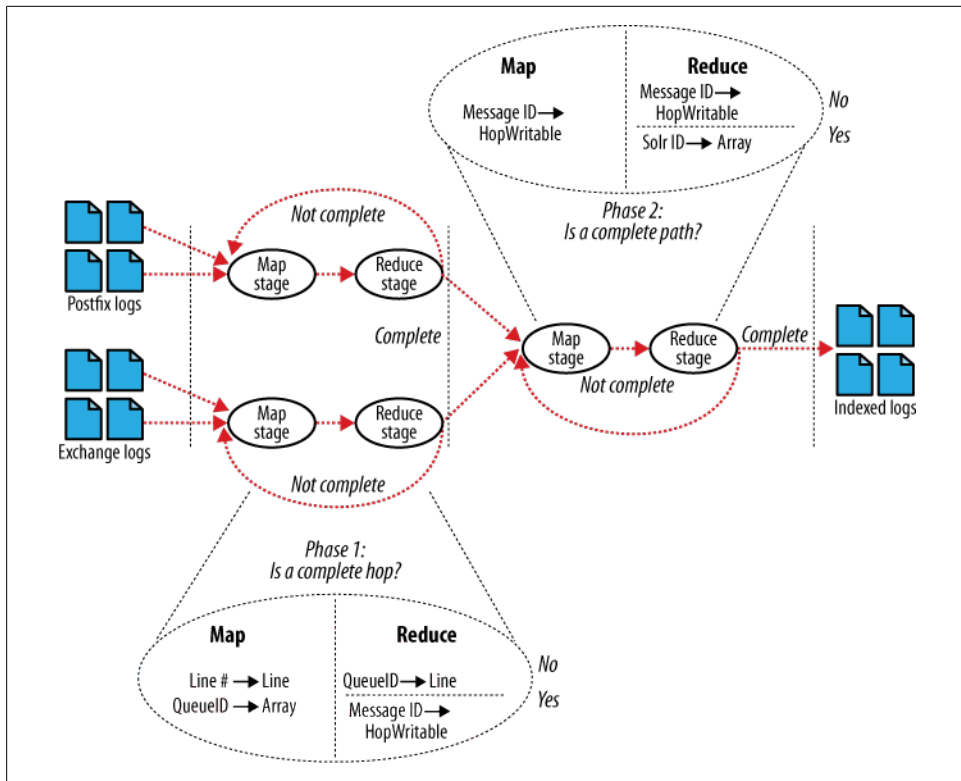 Map
Reduce
Message ID→
HopWritable
Message ID→
HopWritable
Solr ID→ Array
No
Yes
Phase 2:
Is a complete path?
Not complete
Map
stage
Reduce
stage
Postfix logs
Complete
Map
stage
Reduce
stage
Complete
Not complete
Indexed logs
Map
stage
Reduce
stage
Exchange logs
Not complete
Phase 1:
Is a complete hop?
Map
Reduce
Line # → Line
QueueID → Array
QueueID→ Line
Message ID→
HopWritable
No
Yes